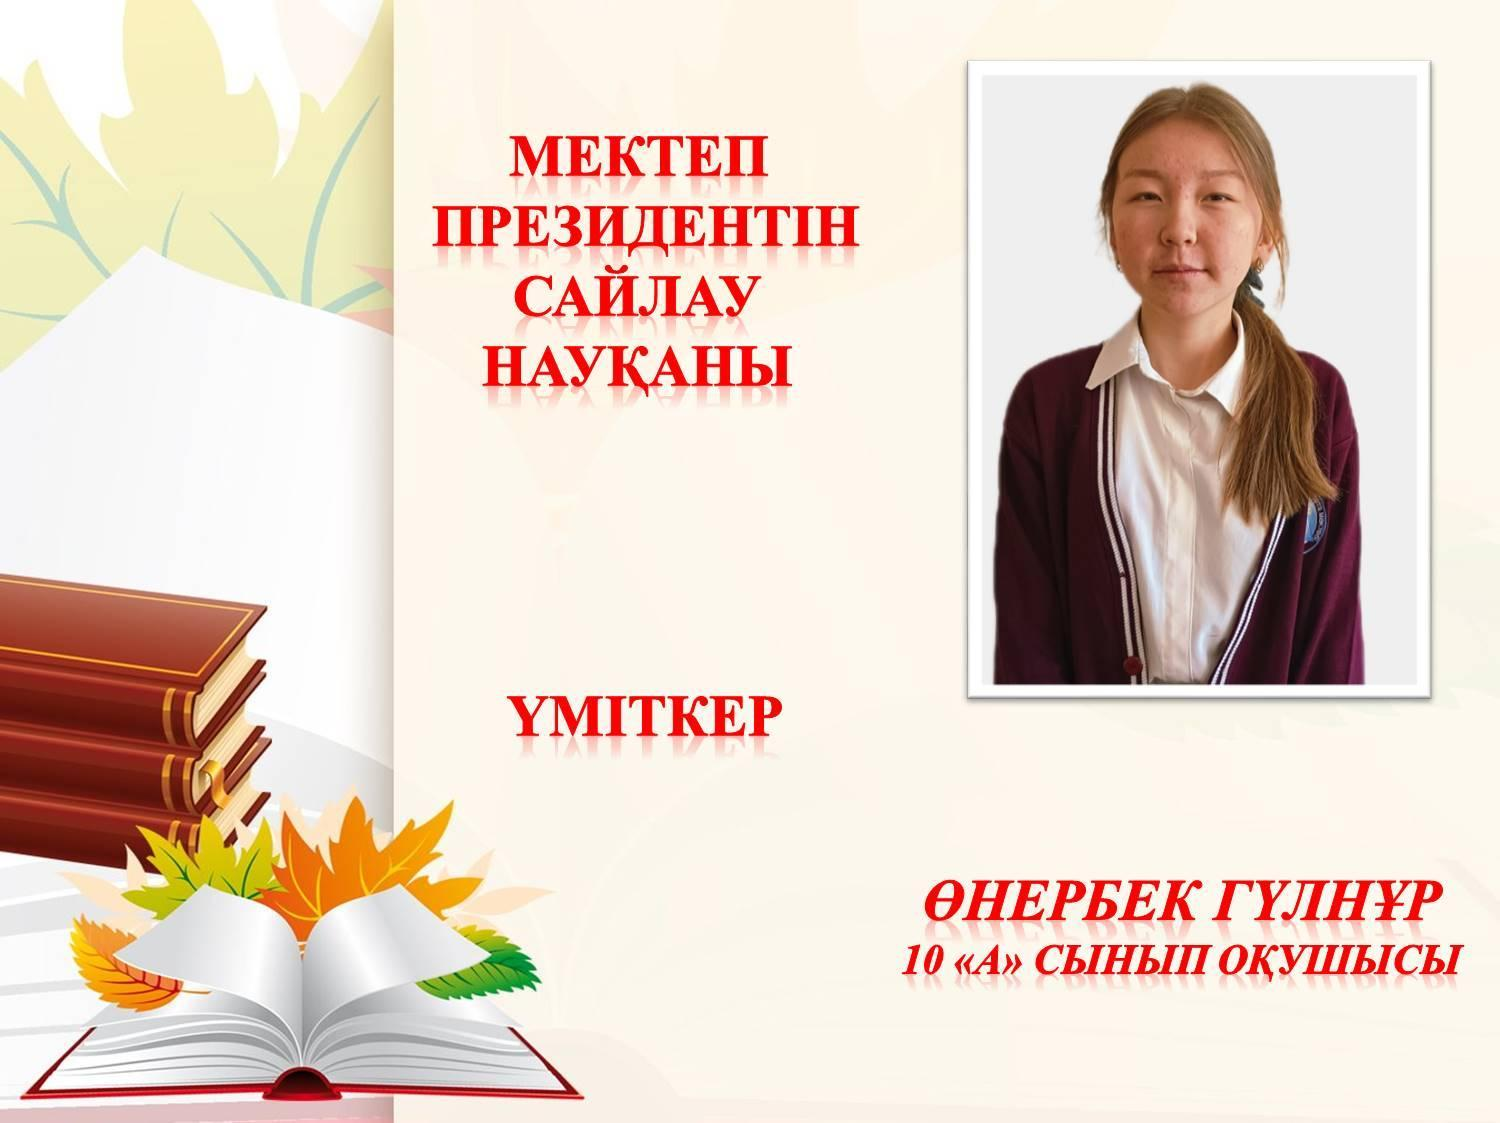 МЕКТЕП
ПРЕЗИДЕНТІН
САЙЛАУ
НАУҚАНЫ
ҮМІТКЕР
ӨНЕРБЕК ГҮЛНҰР
10 «А» СЫНЫП ОҚУШЫСЫ